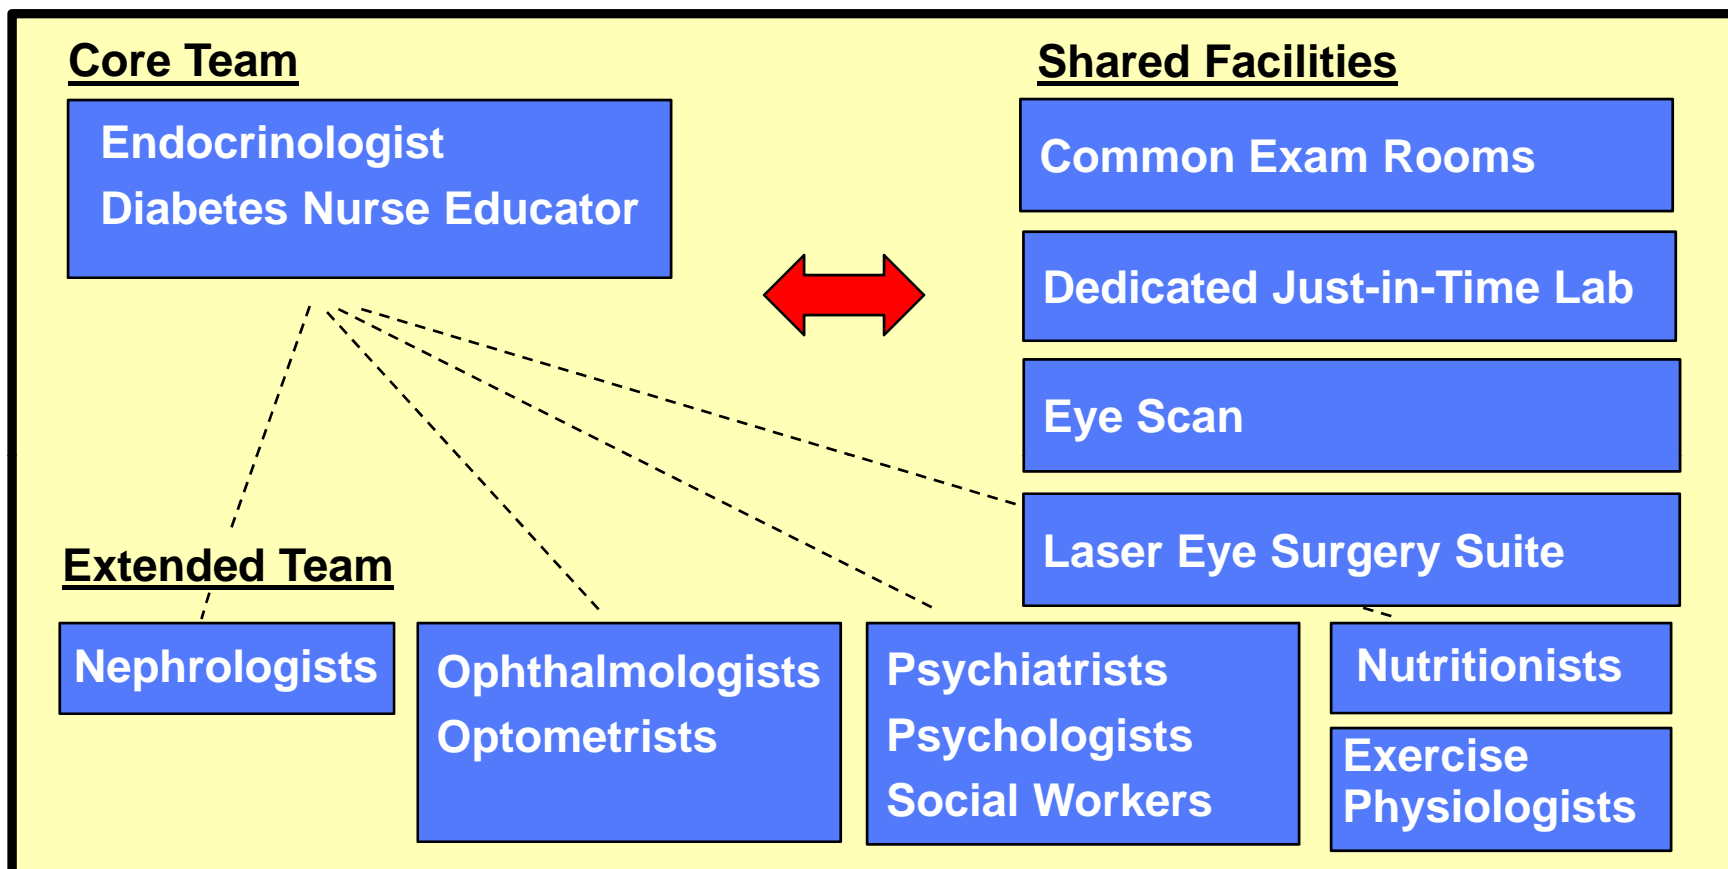 Core Team
Endocrinologist
Diabetes Nurse Educator
Shared Facilities
Common Exam Rooms
Dedicated Just-in-Time Lab
Eye Scan
Laser Eye Surgery Suite
Extended Team
Nephrologists
Ophthalmologists
Optometrists
Psychiatrists
Psychologists
Social Workers
Nutritionists
Exercise
Physiologists